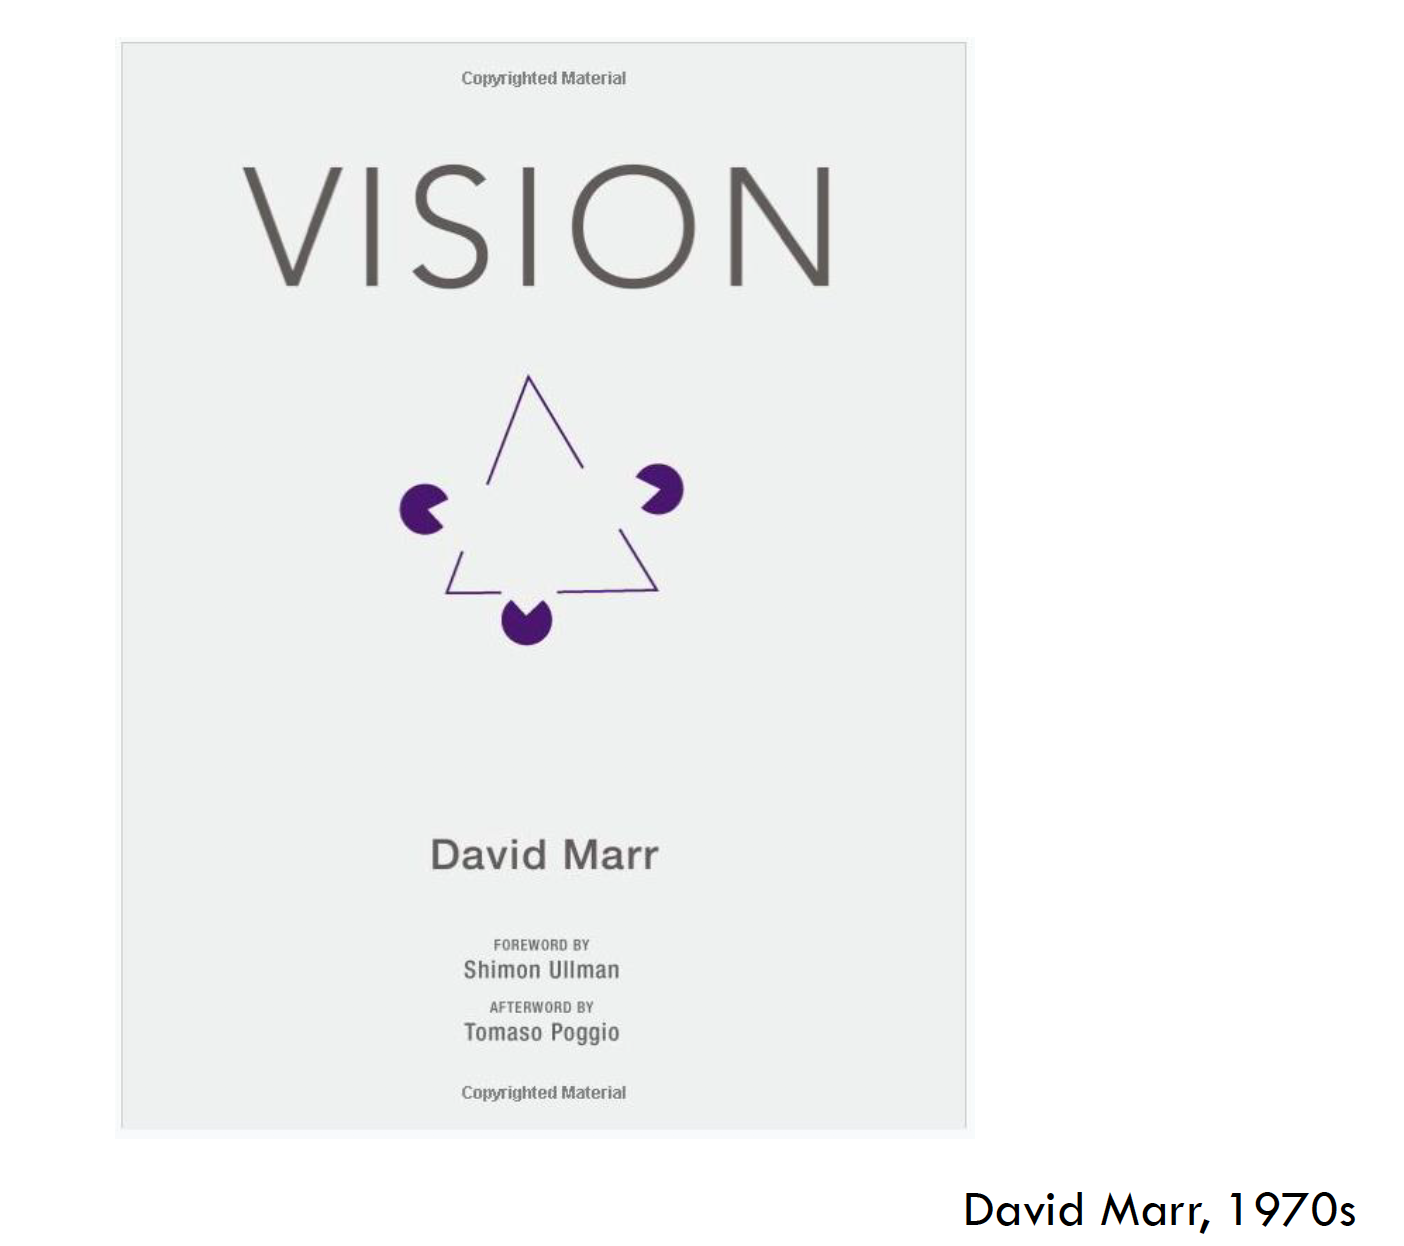 Copyrighted Material
VISION
David Marr
FOREWORD BY
Shimon Ullman
AFTERWORD BY
Tomaso Poggio
Copyrighted Material
David Marr, 1970s